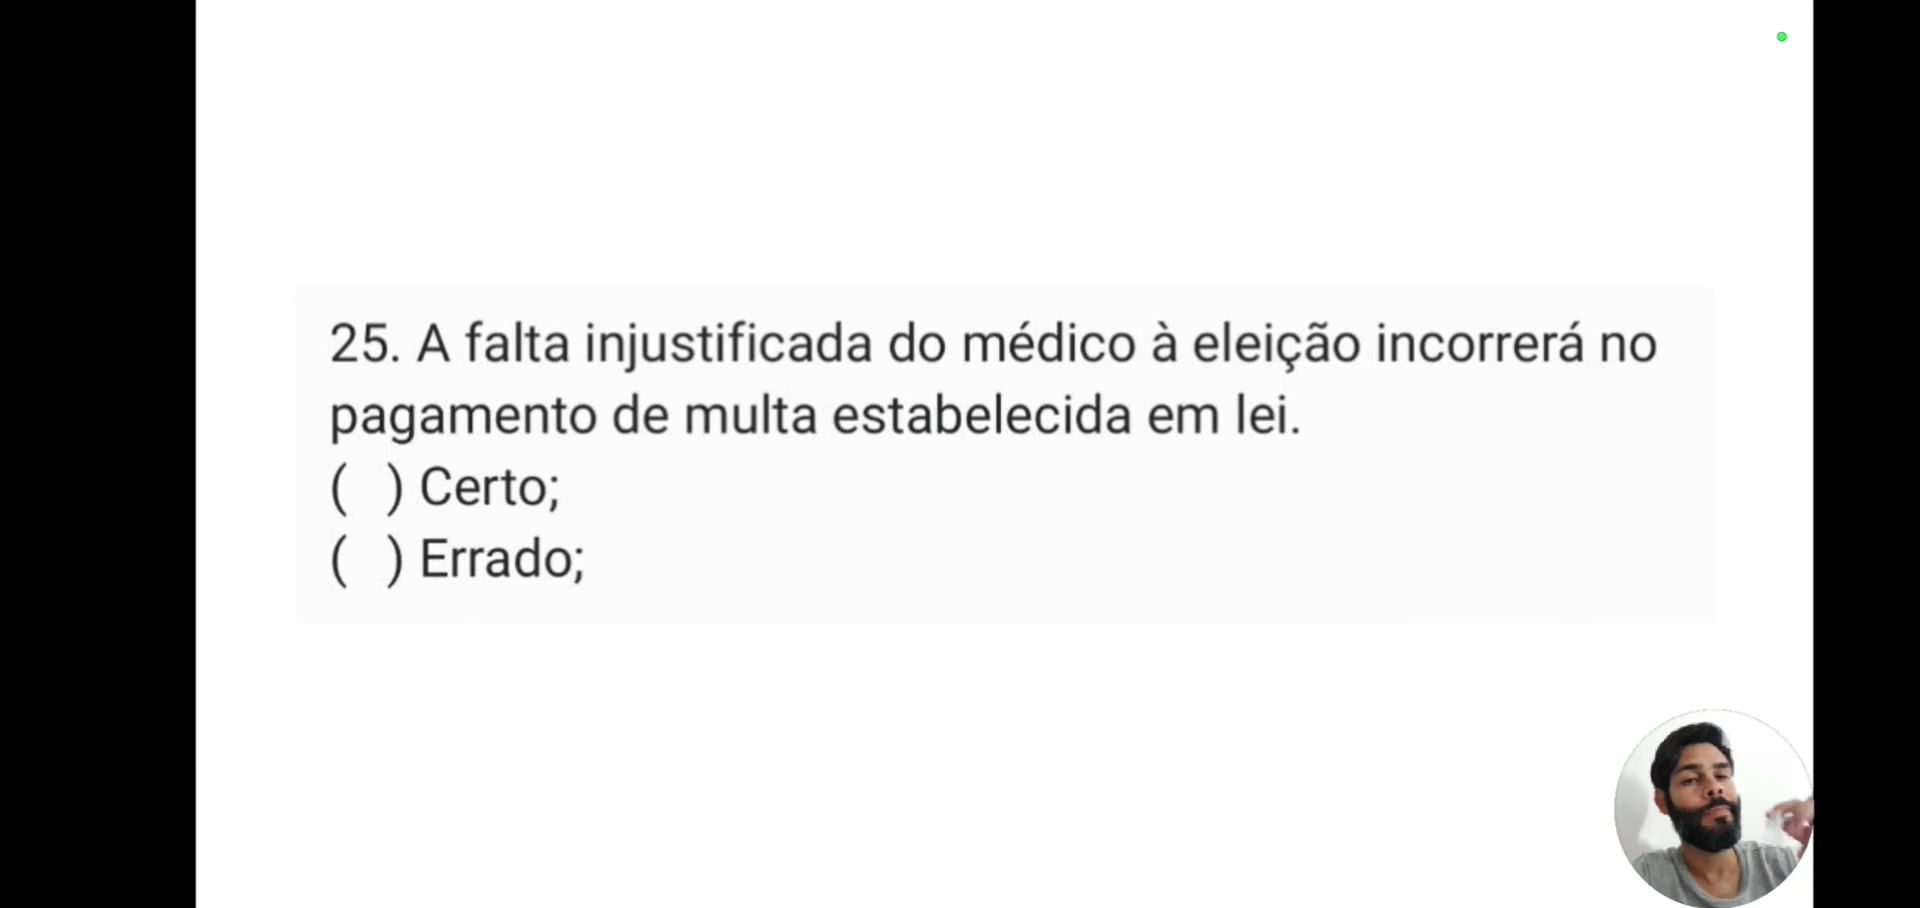 25. A falta injustificada do médico à eleição incorrerá no
pagamento de multa estabelecida em lei.
( ) Certo;
( ) Errado;